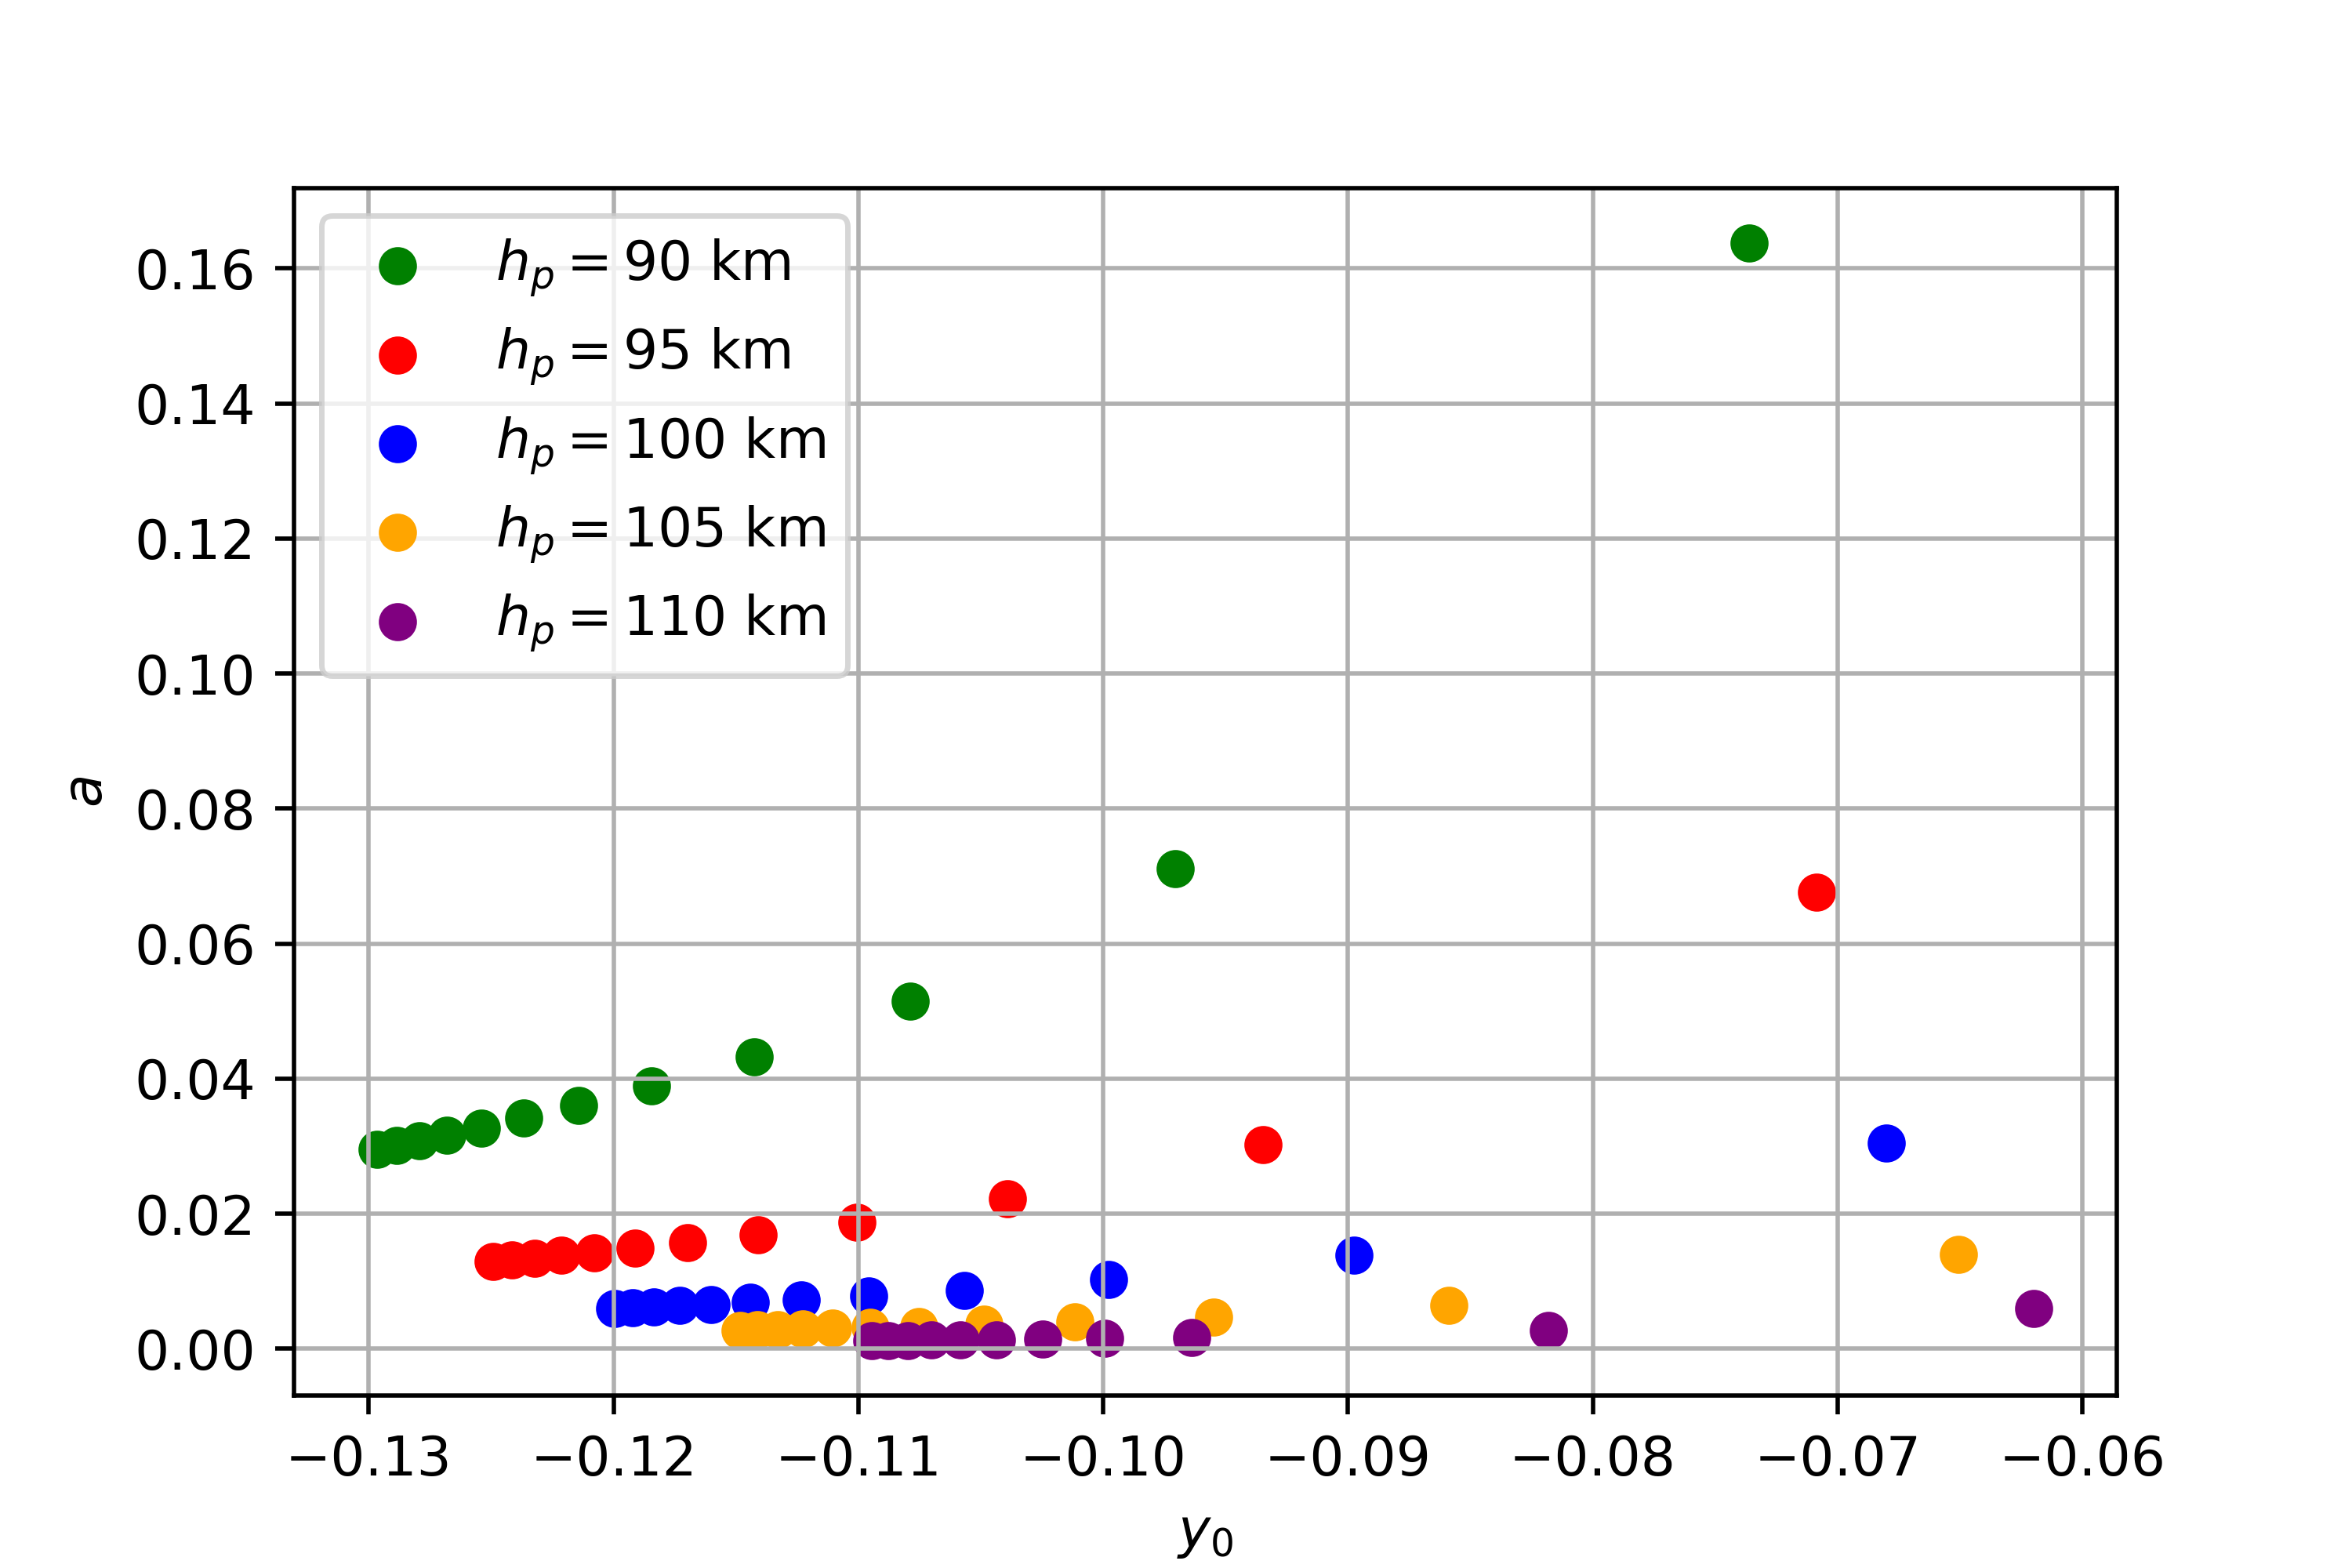 h_p = 90 km
h_p = 95 km
h_p = 100 km
h_p = 105 km
h_p = 110 km
0.16
0.14
0.12
0.10
0.08
0.06
0.04
0.02
0.00
a
−0.13 −0.12 −0.11 −0.10 −0.09 −0.08 −0.07 −0.06
y_0